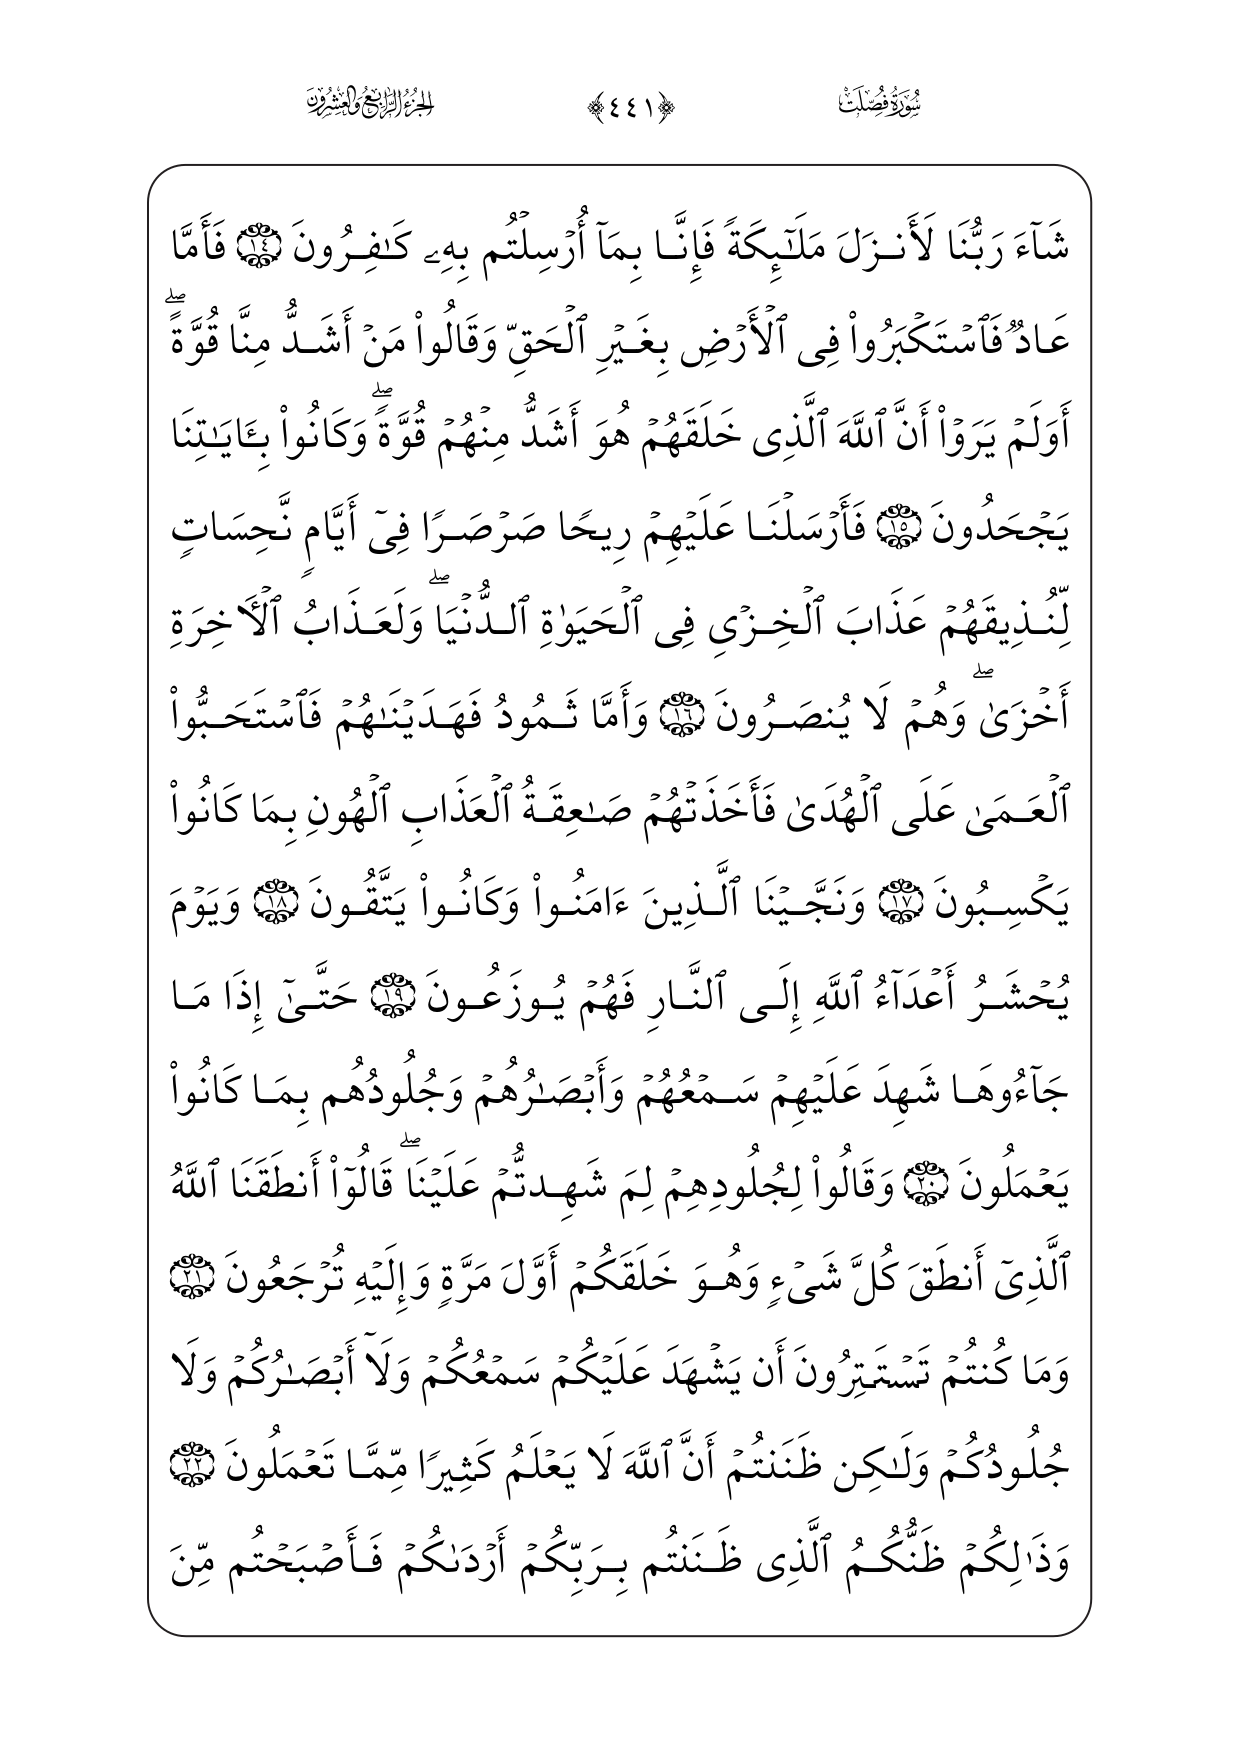 سُورَةُ فُصِّلَتۡ ﴿٤٤١﴾ الجُزۡءُ الرَّابِعُ وَالعِشۡرُونَ
شَآءَ رَبُّنَا لَأَنزَلَ مَلَـٰٓئِكَةٗ فَإِنَّا بِمَآ أُرۡسِلۡتُم بِهِۦ كَـٰفِرُونَ ١٤ فَأَمَّا
عَادٞ فَٱسۡتَكۡبَرُواْ فِى ٱلۡأَرۡضِ بِغَيۡرِ ٱلۡحَقِّ وَقَالُواْ مَنۡ أَشَدُّ مِنَّا قُوَّةًۖ
أَوَلَمۡ يَرَوۡاْ أَنَّ ٱللَّهَ ٱلَّذِى خَلَقَهُمۡ هُوَ أَشَدُّ مِنۡهُمۡ قُوَّةٗۖ وَكَانُواْ بِـَٔايَـٰتِنَا
يَجۡحَدُونَ ١٥ فَأَرۡسَلۡنَا عَلَيۡهِمۡ رِيحٗا صَرۡصَرٗا فِىٓ أَيَّامٖ نَّحِسَاتٖ
لِّنُذِيقَهُمۡ عَذَابَ ٱلۡخِزۡىِ فِى ٱلۡحَيَوٰةِ ٱلدُّنۡيَاۖ وَلَعَذَابُ ٱلۡأٓخِرَةِ
أَخۡزَىٰۖ وَهُمۡ لَا يُنصَرُونَ ١٦ وَأَمَّا ثَمُودُ فَهَدَيۡنَـٰهُمۡ فَٱسۡتَحَبُّواْ
ٱلۡعَمَىٰ عَلَى ٱلۡهُدَىٰ فَأَخَذَتۡهُمۡ صَـٰعِقَةُ ٱلۡعَذَابِ ٱلۡهُونِ بِمَا كَانُواْ
يَكۡسِبُونَ ١٧ وَنَجَّيۡنَا ٱلَّذِينَ ءَامَنُواْ وَكَانُواْ يَتَّقُونَ ١٨ وَيَوۡمَ
يُحۡشَرُ أَعۡدَآءُ ٱللَّهِ إِلَى ٱلنَّارِ فَهُمۡ يُوزَعُونَ ١٩ حَتَّىٰٓ إِذَا مَا
جَآءُوهَا شَهِدَ عَلَيۡهِمۡ سَمۡعُهُمۡ وَأَبۡصَـٰرُهُمۡ وَجُلُودُهُم بِمَا كَانُواْ
يَعۡمَلُونَ ٢٠ وَقَالُواْ لِجُلُودِهِمۡ لِمَ شَهِدتُّمۡ عَلَيۡنَاۖ قَالُوٓاْ أَنطَقَنَا ٱللَّهُ
ٱلَّذِىٓ أَنطَقَ كُلَّ شَىۡءٖ وَهُوَ خَلَقَكُمۡ أَوَّلَ مَرَّةٖ وَإِلَيۡهِ تُرۡجَعُونَ ٢١
وَمَا كُنتُمۡ تَسۡتَتِرُونَ أَن يَشۡهَدَ عَلَيۡكُمۡ سَمۡعُكُمۡ وَلَآ أَبۡصَـٰرُكُمۡ وَلَا
جُلُودُكُمۡ وَلَـٰكِن ظَنَنتُمۡ أَنَّ ٱللَّهَ لَا يَعۡلَمُ كَثِيرٗا مِّمَّا تَعۡمَلُونَ ٢٢
وَذَٰلِكُمۡ ظَنُّكُمُ ٱلَّذِى ظَنَنتُم بِرَبِّكُمۡ أَرۡدَىٰكُمۡ فَأَصۡبَحۡتُم مِّنَ